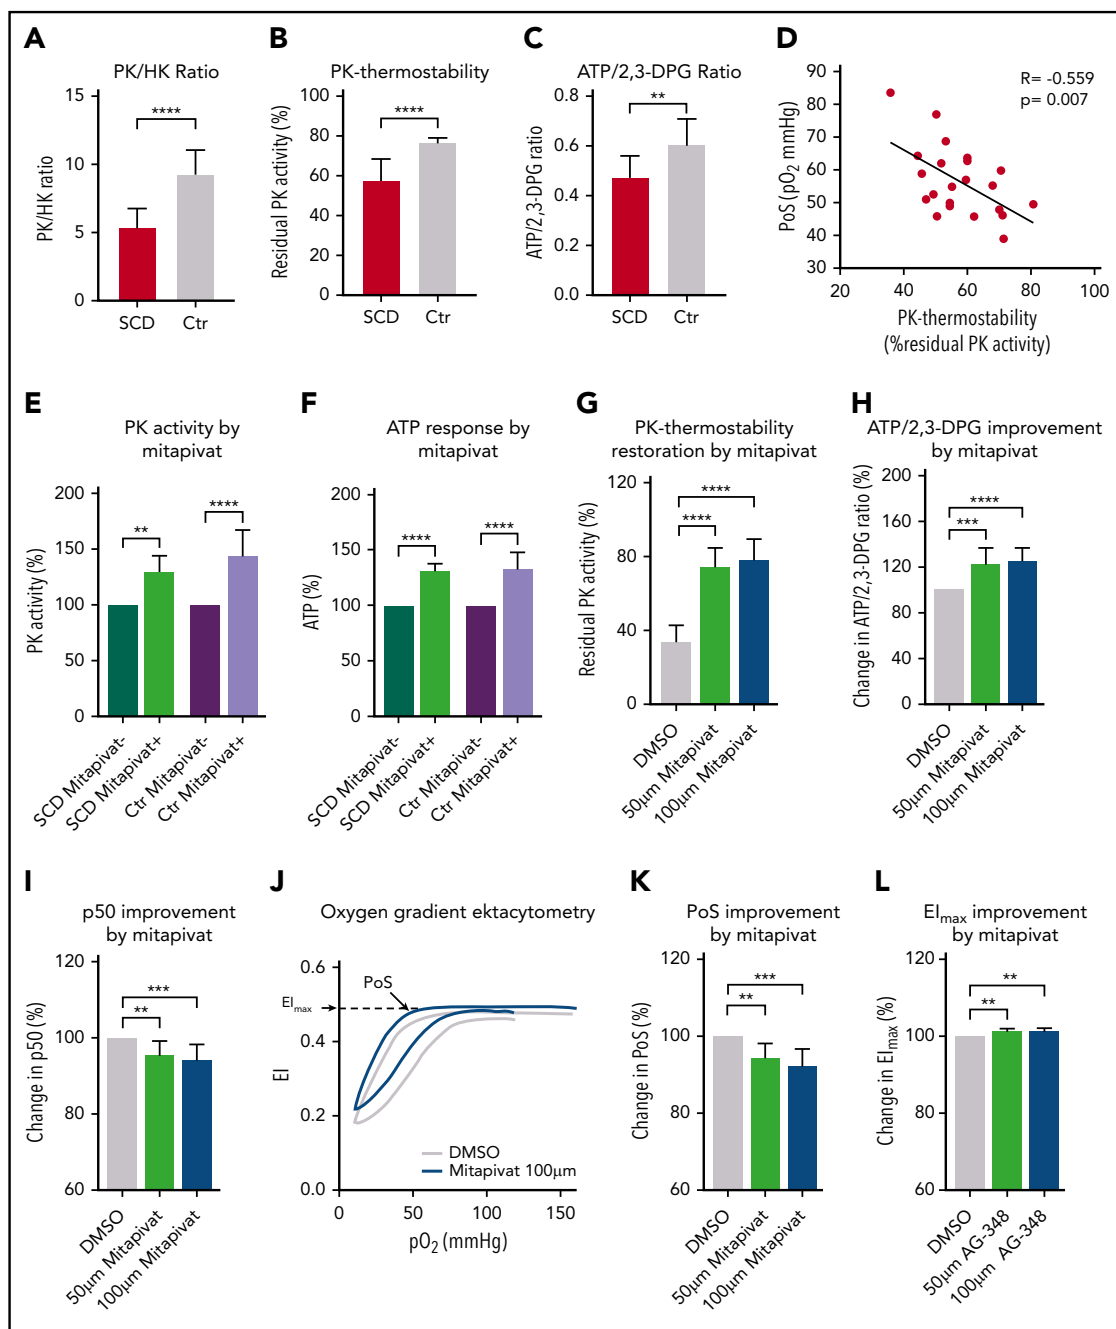 A
PK/HK Ratio
PK/HK ratio
15
10
5
0
****
SCD
Ctr
B
PK-thermostability
Residual PK activity (%)
100
80
60
40
20
0
****
SCD
Ctr
C
ATP/2,3-DPG Ratio
ATP/2,3-DPG ratio
0.8
0.6
0.4
0.2
0.0
**
SCD
Ctr
D
R= -0.559
p= 0.007
PoS (pO2 mmHg)
90
80
70
60
50
40
30
20
40
60
80
100
PK-thermostability
(%residual PK activity)
E
PK activity by
mitapivat
PK activity (%)
200
150
100
50
0
**
****
SCD Mitapivat-
SCD Mitapivat+
Ctr Mitapivat-
Ctr Mitapivat+
F
ATP response by
mitapivat
ATP (%)
200
150
100
50
0
****
****
SCD Mitapivat-
SCD Mitapivat+
Ctr Mitapivat-
Ctr Mitapivat+
G
PK-thermostability
restoration by mitapivat
Residual PK activity (%)
120
80
40
0
****
****
DMSO
50μm Mitapivat
100μm Mitapivat
H
ATP/2,3-DPG improvement
by mitapivat
Change in ATP/2,3-DPG ratio (%)
200
160
120
80
40
0
****
***
DMSO
50μm Mitapivat
100μm Mitapivat
I
p50 improvement
by mitapivat
Change in p50 (%)
120
100
80
60
***
**
DMSO
50μm Mitapivat
100μm Mitapivat
J
Oxygen gradient ektacytometry
EI
0.6
0.4
0.2
0.0
EImax
PoS
DMSO
Mitapivat 100μm
0
50
100
150
pO2 (mmHg)
K
PoS improvement
by mitapivat
Change in PoS (%)
120
100
80
60
***
**
DMSO
50μm Mitapivat
100μm Mitapivat
L
EImax improvement
by mitapivat
Change in EImax (%)
120
100
80
60
**
**
DMSO
50μm AG-348
100μm AG-348